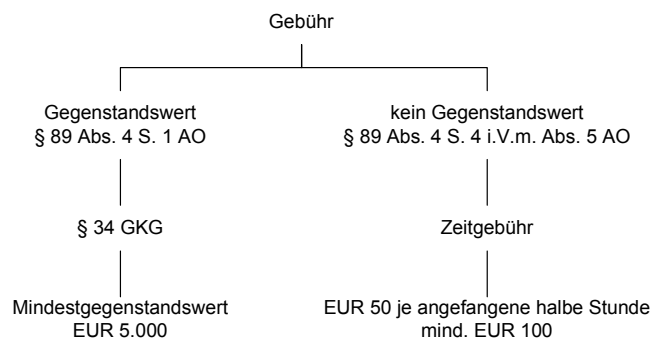 Gebühr
Gegenstandswert
§ 89 Abs. 4 S. 1 AO
kein Gegenstandswert
§ 89 Abs. 4 S. 4 i.V.m. Abs. 5 AO
§ 34 GKG
Zeitgebühr
Mindestgegenstandswert
EUR 5.000
EUR 50 je angefangene halbe Stunde
mind. EUR 100